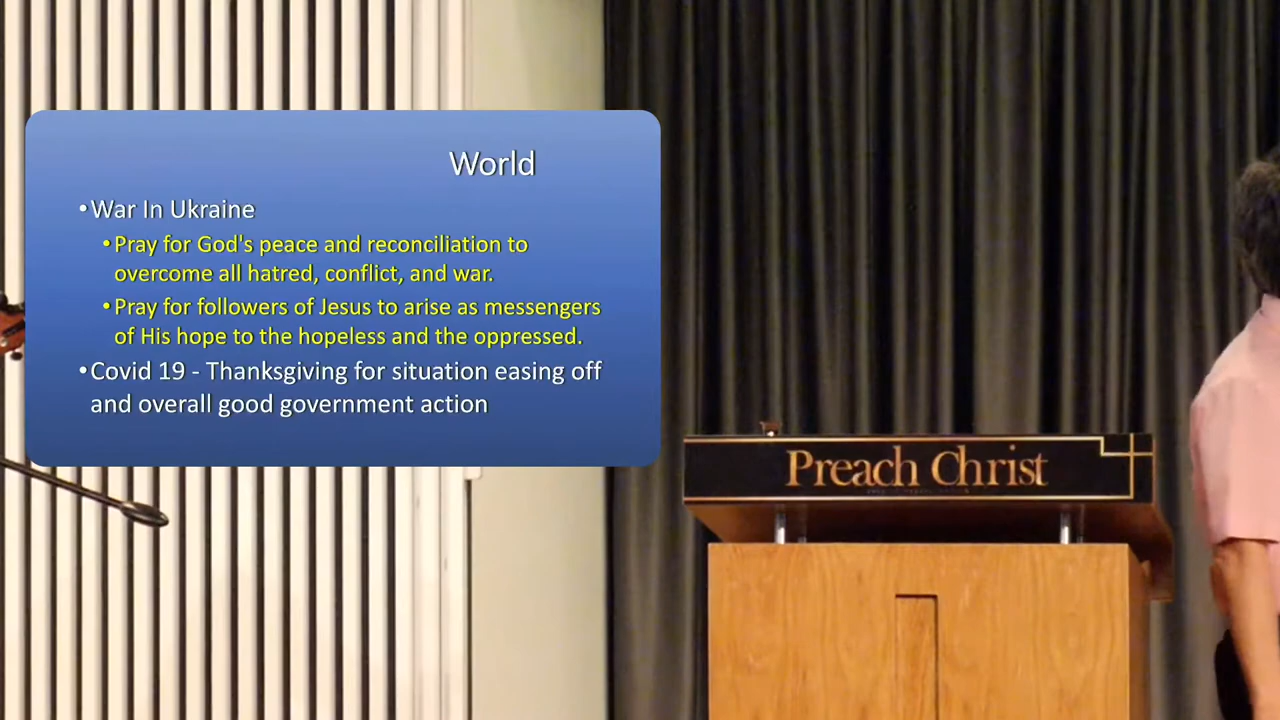 World
•War In Ukraine
•Pray for God's peace and reconciliation to
overcome all hatred, conflict, and war.
•Pray for followers of Jesus to arise as messengers
of His hope to the hopeless and the oppressed.
•Covid 19 - Thanksgiving for situation easing off
and overall good government action
Preach Christ